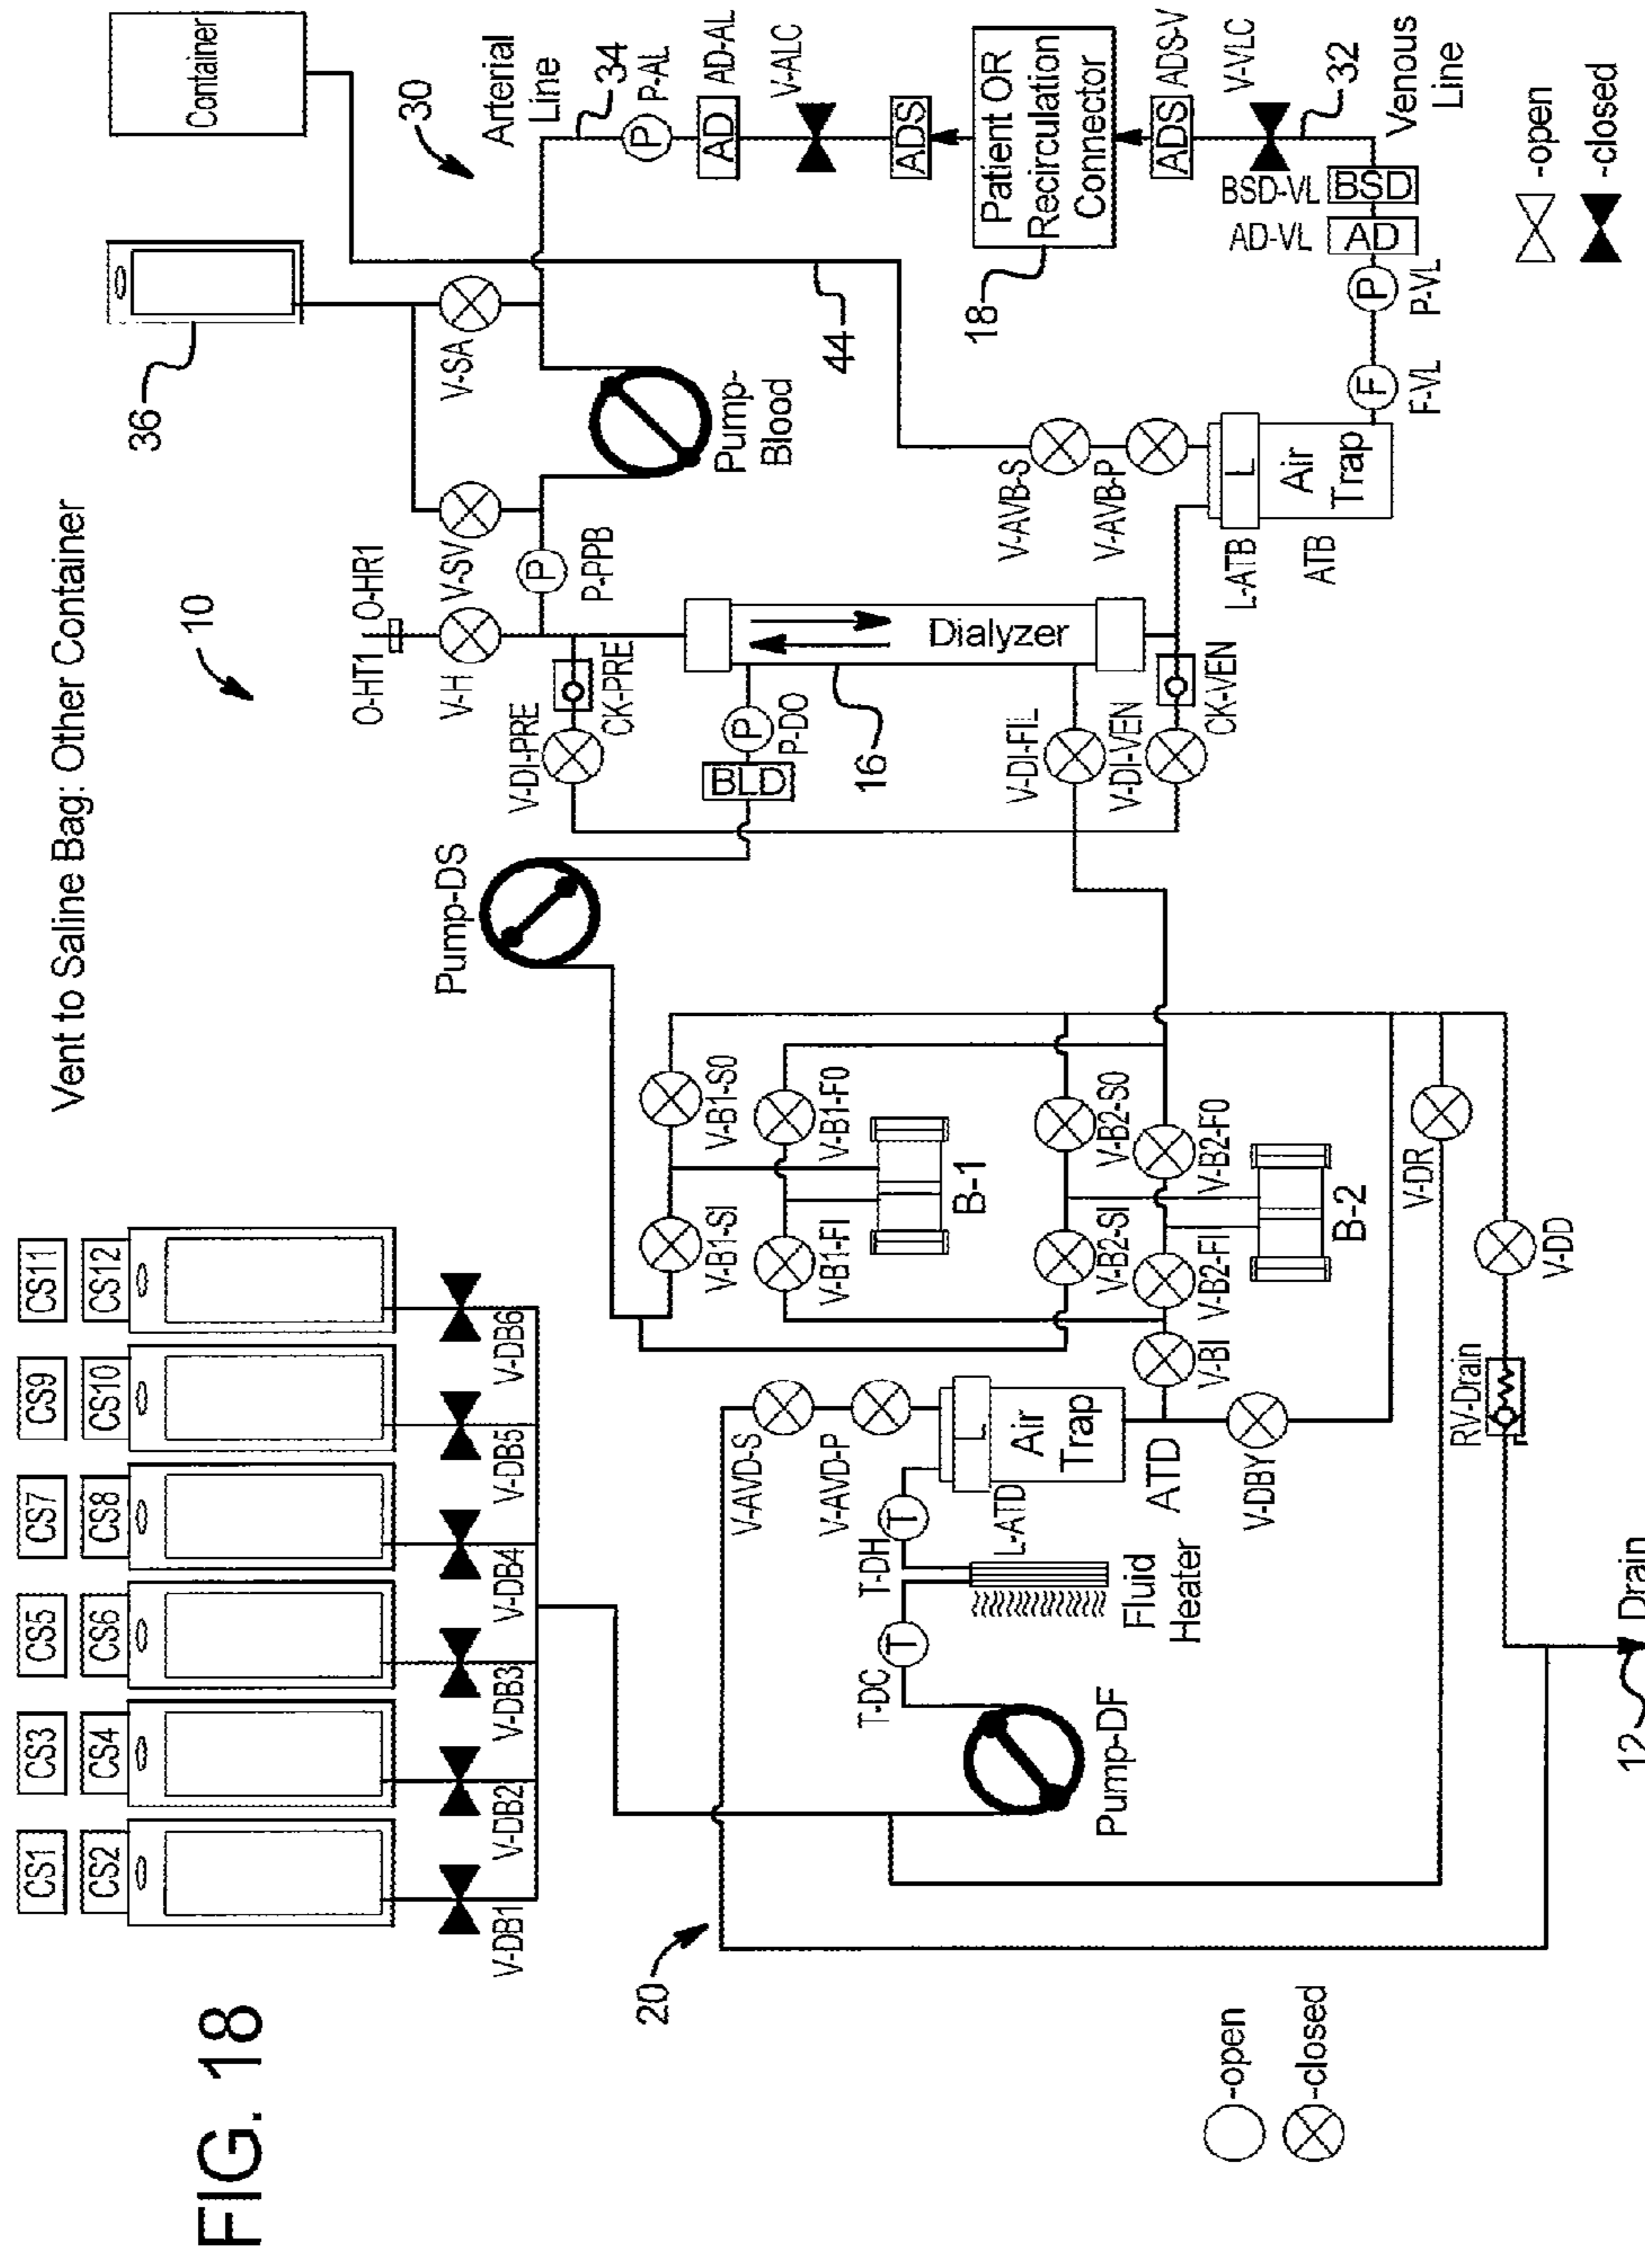 FIG. 18
Vent to Saline Bag: Other Container
10
CS1
CS3
CS5
CS7
CS9
CS11
CS2
CS4
CS6
CS8
CS10
CS12
V-DB1
V-DB2
V-DB3
V-DB4
V-DB5
V-DB6
36
Container
30
O-HT1
O-HR1
V-H
V-SV
V-SA
Arterial
Line
34
P
P-AL
AD
AD-AL
V-ALC
ADS
Patient OR
Recirculation
Connector
18
ADS
ADS-V
V-VLC
32
Venous
Line
BSD-VL
BSD
AD-VL
AD
P
P-VL
F
F-VL
P
P-PPB
Pump-
Blood
44
V-DI-PRE
CK-PRE
Dialyzer
16
P
P-DO
BLD
V-DI-FIL
V-DI-VEN
CK-VEN
V-AVB-S
V-AVB-P
L-ATB
L
Air
Trap
ATB
Pump-DS
V-B1-SI
V-B1-S0
V-B1-FI
V-B1-F0
B-1
V-B2-SI
V-B2-S0
V-B2-FI
V-B2-F0
B-2
V-BI
20
V-AVD-S
V-AVD-P
T-DC
T
T-DH
T
L-ATD
L
Air
Trap
ATD
Fluid
Heater
Pump-DF
V-DBY
V-DR
V-DD
RV-Drain
12
Drain
-open
-closed
-open
-closed